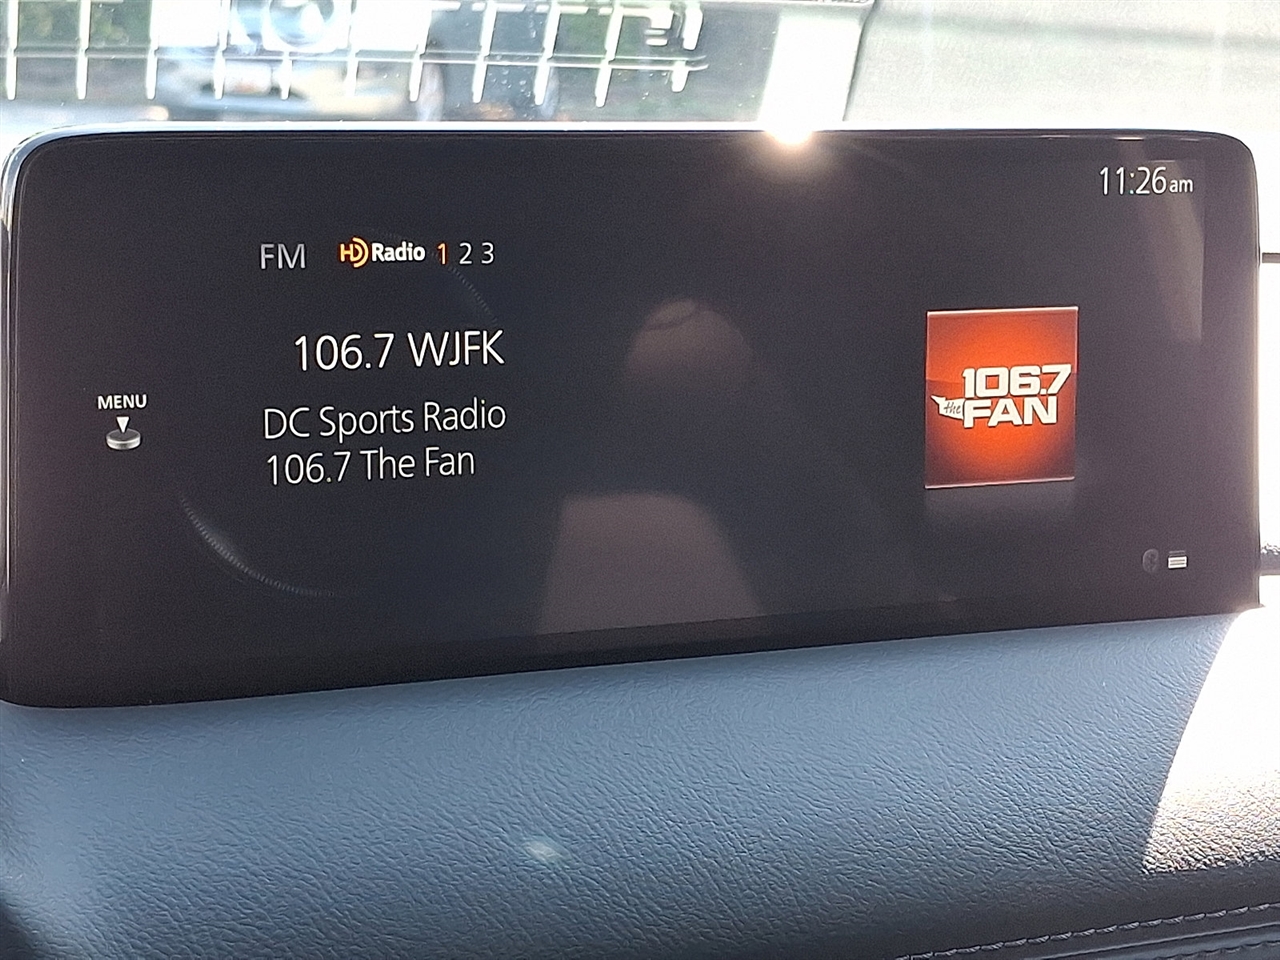 11:26am
FM HD Radio 1 2 3
106.7 WJFK
DC Sports Radio
106.7 The Fan
MENU
106.7
the FAN